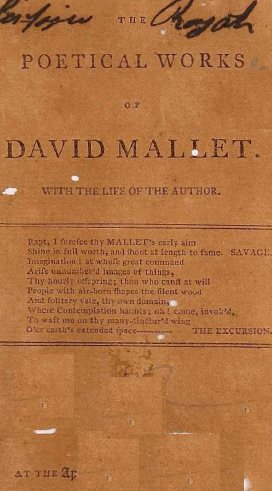 THE
POETICAL WORKS
OF
DAVID MALLET.
WITH THE LIFE OF THE AUTHOR.
Rapt, I foresee thy MALLET's early aim
Shine in full worth, and shoot at length to fame. SAVAGE.
Imagination! at whose great command
Arise unnumber'd images of things,
Thy hourly offspring; thou who canst at will
People with air-born shapes the silent wood
And solitary vale, thy own domain,
Where Contemplation haunts; oh! come, invok'd,
To waft me on thy many-tinctur'd wing
O'er earth's extended space——— THE EXCURSION.
AT THE Ap